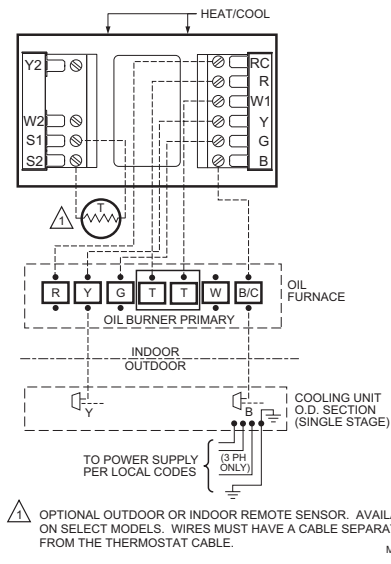 HEAT/COOL
Y2
W2
S1
S2
RC
R
W1
Y
G
B
T
1
R Y G T T W B/C
OIL
FURNACE
OIL BURNER PRIMARY
INDOOR
OUTDOOR
Y
B
COOLING UNIT
O.D. SECTION
(SINGLE STAGE)
TO POWER SUPPLY
PER LOCAL CODES
(3 PH
ONLY)
1 OPTIONAL OUTDOOR OR INDOOR REMOTE SENSOR.
ON SELECT MODELS. WIRES MUST HAVE A CABLE
FROM THE THERMOSTAT CABLE.